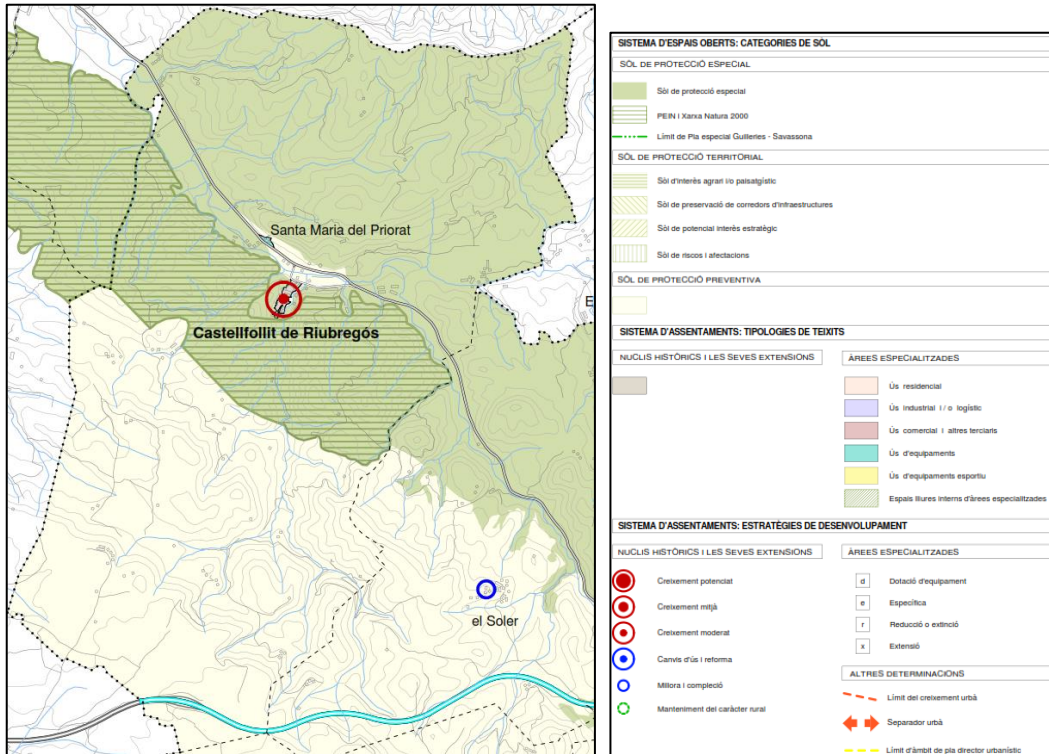 Santa Maria del Priorat
Castellfollit de Riubregós
E
el Soler
SISTEMA D'ESPAIS OBERTS: CATEGORIES DE SÒL
SÒL DE PROTECCIÓ ESPECIAL
Sòl de protecció especial
PEIN i Xarxa Natura 2000
Límit de Pla especial Guilleries - Savassona
SÒL DE PROTECCIÓ TERRITORIAL
Sòl d'interès agrari i/o paisatgístic
Sòl de preservació de corredors d'infraestructures
Sòl de potencial interès estratègic
Sòl de riscos i afectacions
SÒL DE PROTECCIÓ PREVENTIVA
SISTEMA D'ASSENTAMENTS: TIPOLOGIES DE TEIXITS
NUCLIS HISTÒRICS I LES SEVES EXTENSIONS
ÀREES ESPECIALITZADES
Ús residencial
Ús industrial i / o logístic
Ús comercial i altres terciaris
Ús d'equipaments
Ús d'equipaments esportiu
Espais lliures interns d'àrees especialitzades
SISTEMA D'ASSENTAMENTS: ESTRATÈGIES DE DESENVOLUPAMENT
NUCLIS HISTÒRICS I LES SEVES EXTENSIONS
Creixement potenciat
Creixement mitjà
Creixement moderat
Canvis d'ús i reforma
Millora i compleció
Manteniment del caràcter rural
ÀREES ESPECIALITZADES
d Dotació d'equipament
e Específica
r Reducció o extinció
x Extensió
ALTRES DETERMINACIONS
Límit del creixement urbà
Separador urbà
Límit d'àmbit de pla director urbanístic